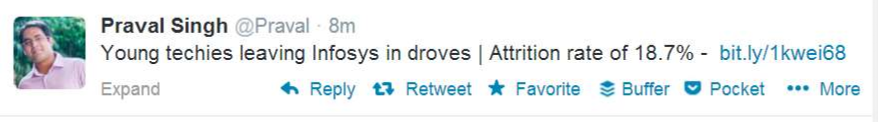 Praval Singh @Praval · 8m
Young techies leaving Infosys in droves | Attrition rate of 18.7% - bit.ly/1kwei68
Expand Reply Retweet Favorite Buffer Pocket More